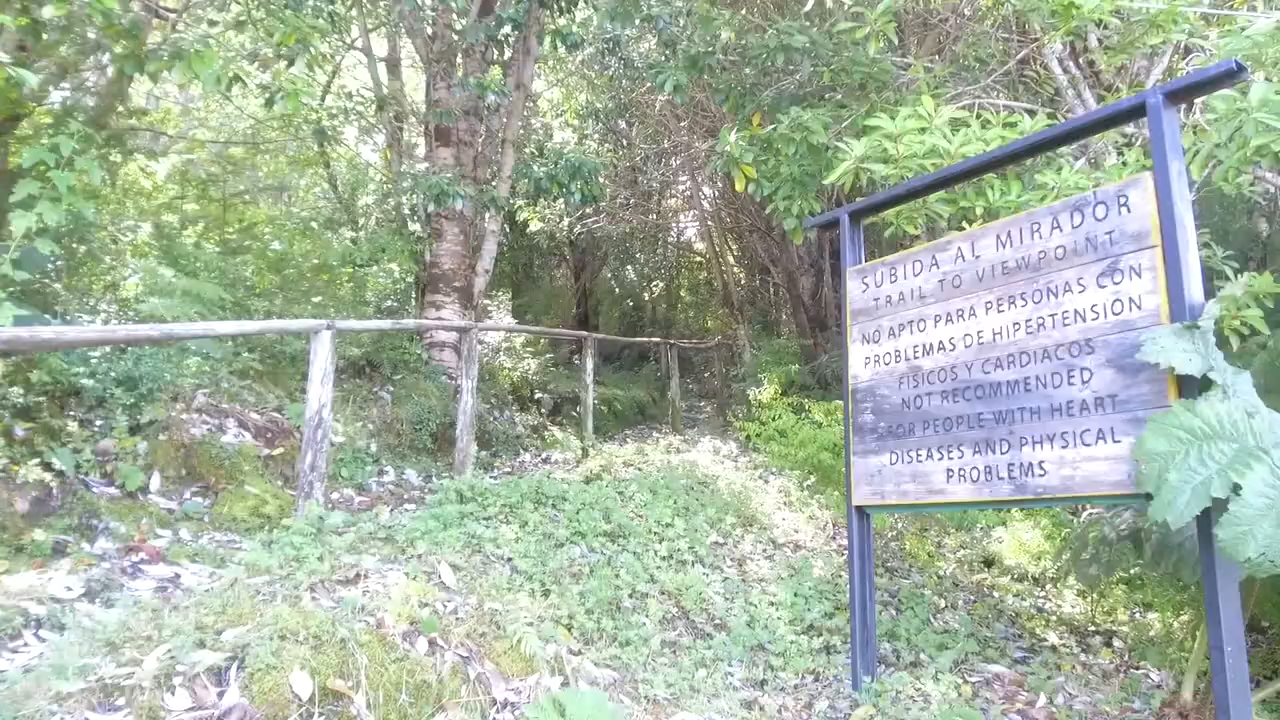 SUBIDA AL MIRADOR
TRAIL TO VIEWPOINT
NO APTO PARA PERSONAS CON
PROBLEMAS DE HIPERTENSIÓN
FISICOS Y CARDIACOS
NOT RECOMMENDED
FOR PEOPLE WITH HEART
DISEASES AND PHYSICAL
PROBLEMS